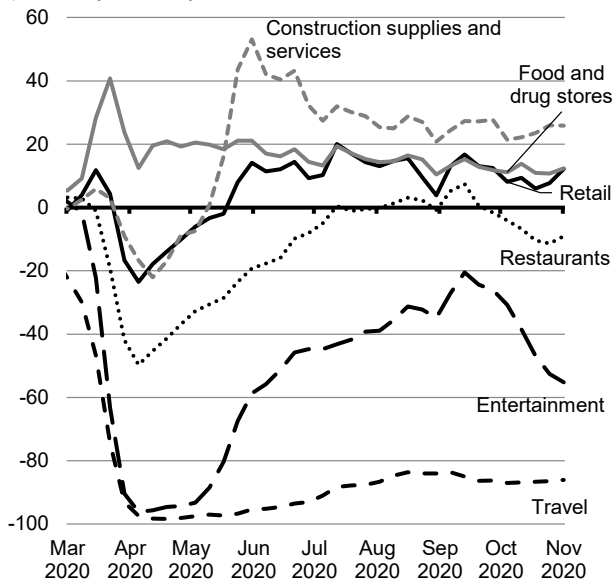 60
Construction supplies and
services
Food and
drug stores
40
20
Retail
0
Restaurants
-20
-40
-60
Entertainment
-80
Travel
-100
Mar Apr May Jun Jul Aug Sep Oct Nov
2020 2020 2020 2020 2020 2020 2020 2020 2020